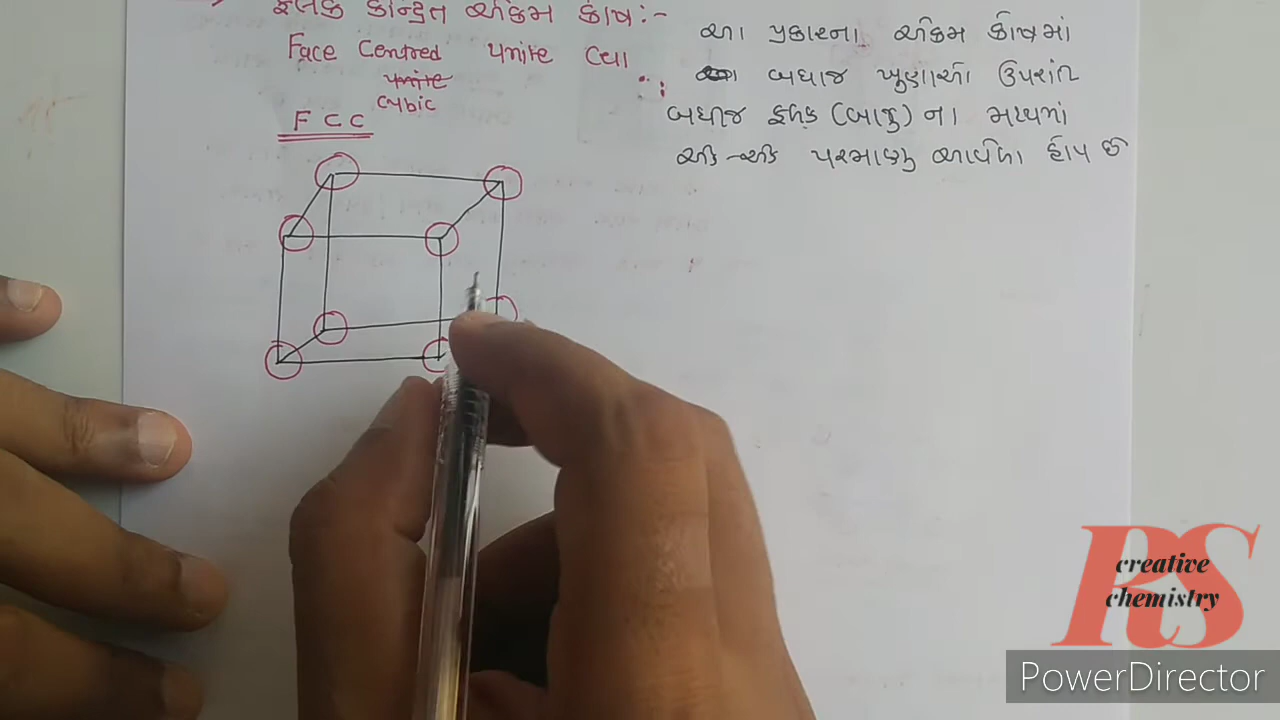 ફલક કેન્દ્રિત એકમ કોષ :-
Face Centred unite Cell
unite
cubic
FCC
આ પ્રકારના એકમ કોષમાં
બધાજ ખુણાઓ ઉપરાંત
બધાજ ફલક (બાજુ) ના મધ્યમાં
એક-એક પરમાણુ આવેલા હોય છે
creative
chemistry
RS
PowerDirector